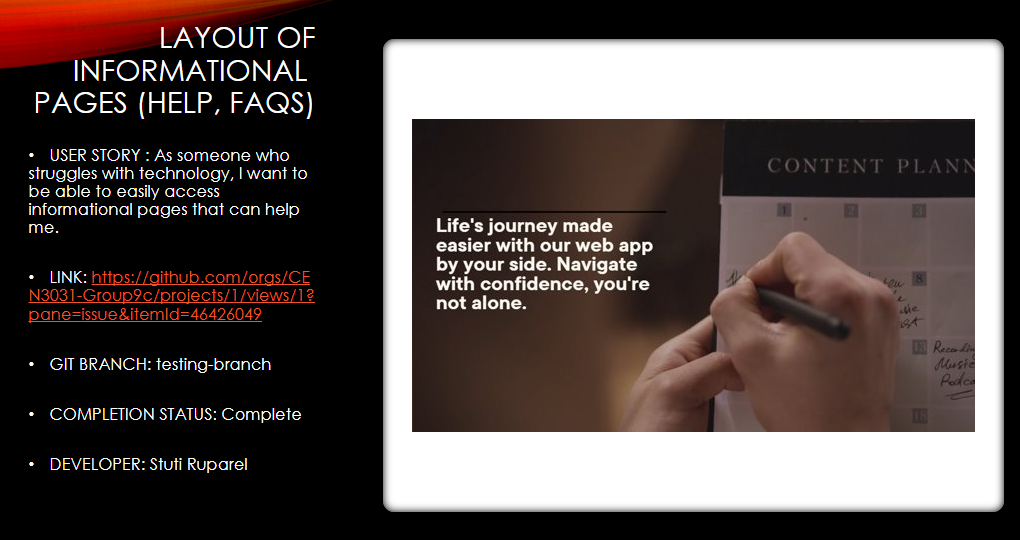 LAYOUT OF
INFORMATIONAL
PAGES (HELP, FAQS)
• USER STORY : As someone who
struggles with technology, I want to
be able to easily access
informational pages that can help
me.
• LINK: https://github.com/orgs/CE
N3031-Group9c/projects/1/views/1?
pane=issue&itemId=46426049
• GIT BRANCH: testing-branch
• COMPLETION STATUS: Complete
• DEVELOPER: Stuti Ruparel
Life's journey made
easier with our web app
by your side. Navigate
with confidence, you're
not alone.
CONTENT PLANN
1 2 3
8
Recording
Music
Podca